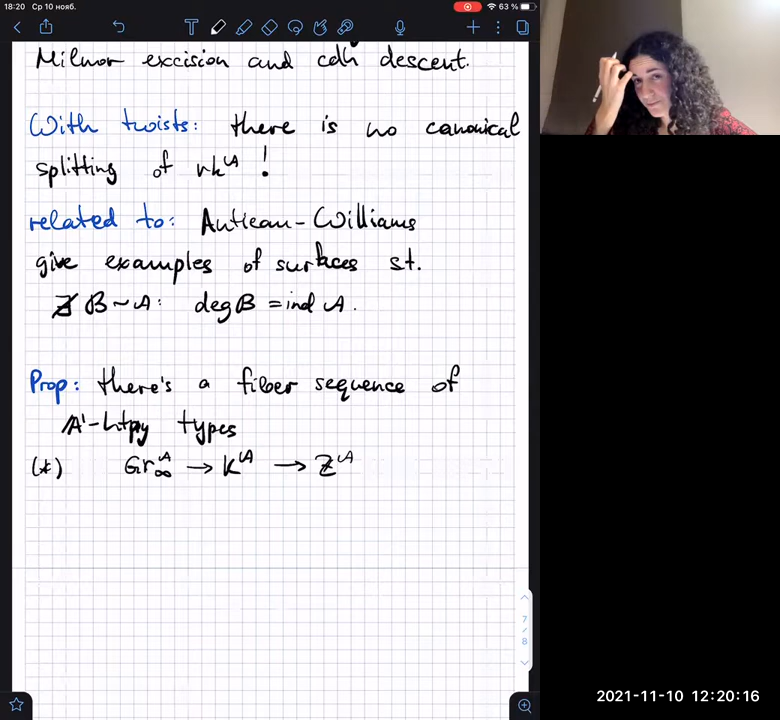 18:20 Ср 10 нояб.
63 %
Milnor excision and cdh descent.
With twists: there is no canonical
splitting of rk^A !
related to: Antieau-Williams
give examples of surfaces st.
B ~ A: deg B = ind A.
Prop: there's a fiber sequence of
A¹-htpy types
(*) Gr_∞^A → K^A → Z^A
7
/
8
2021-11-10 12:20:16